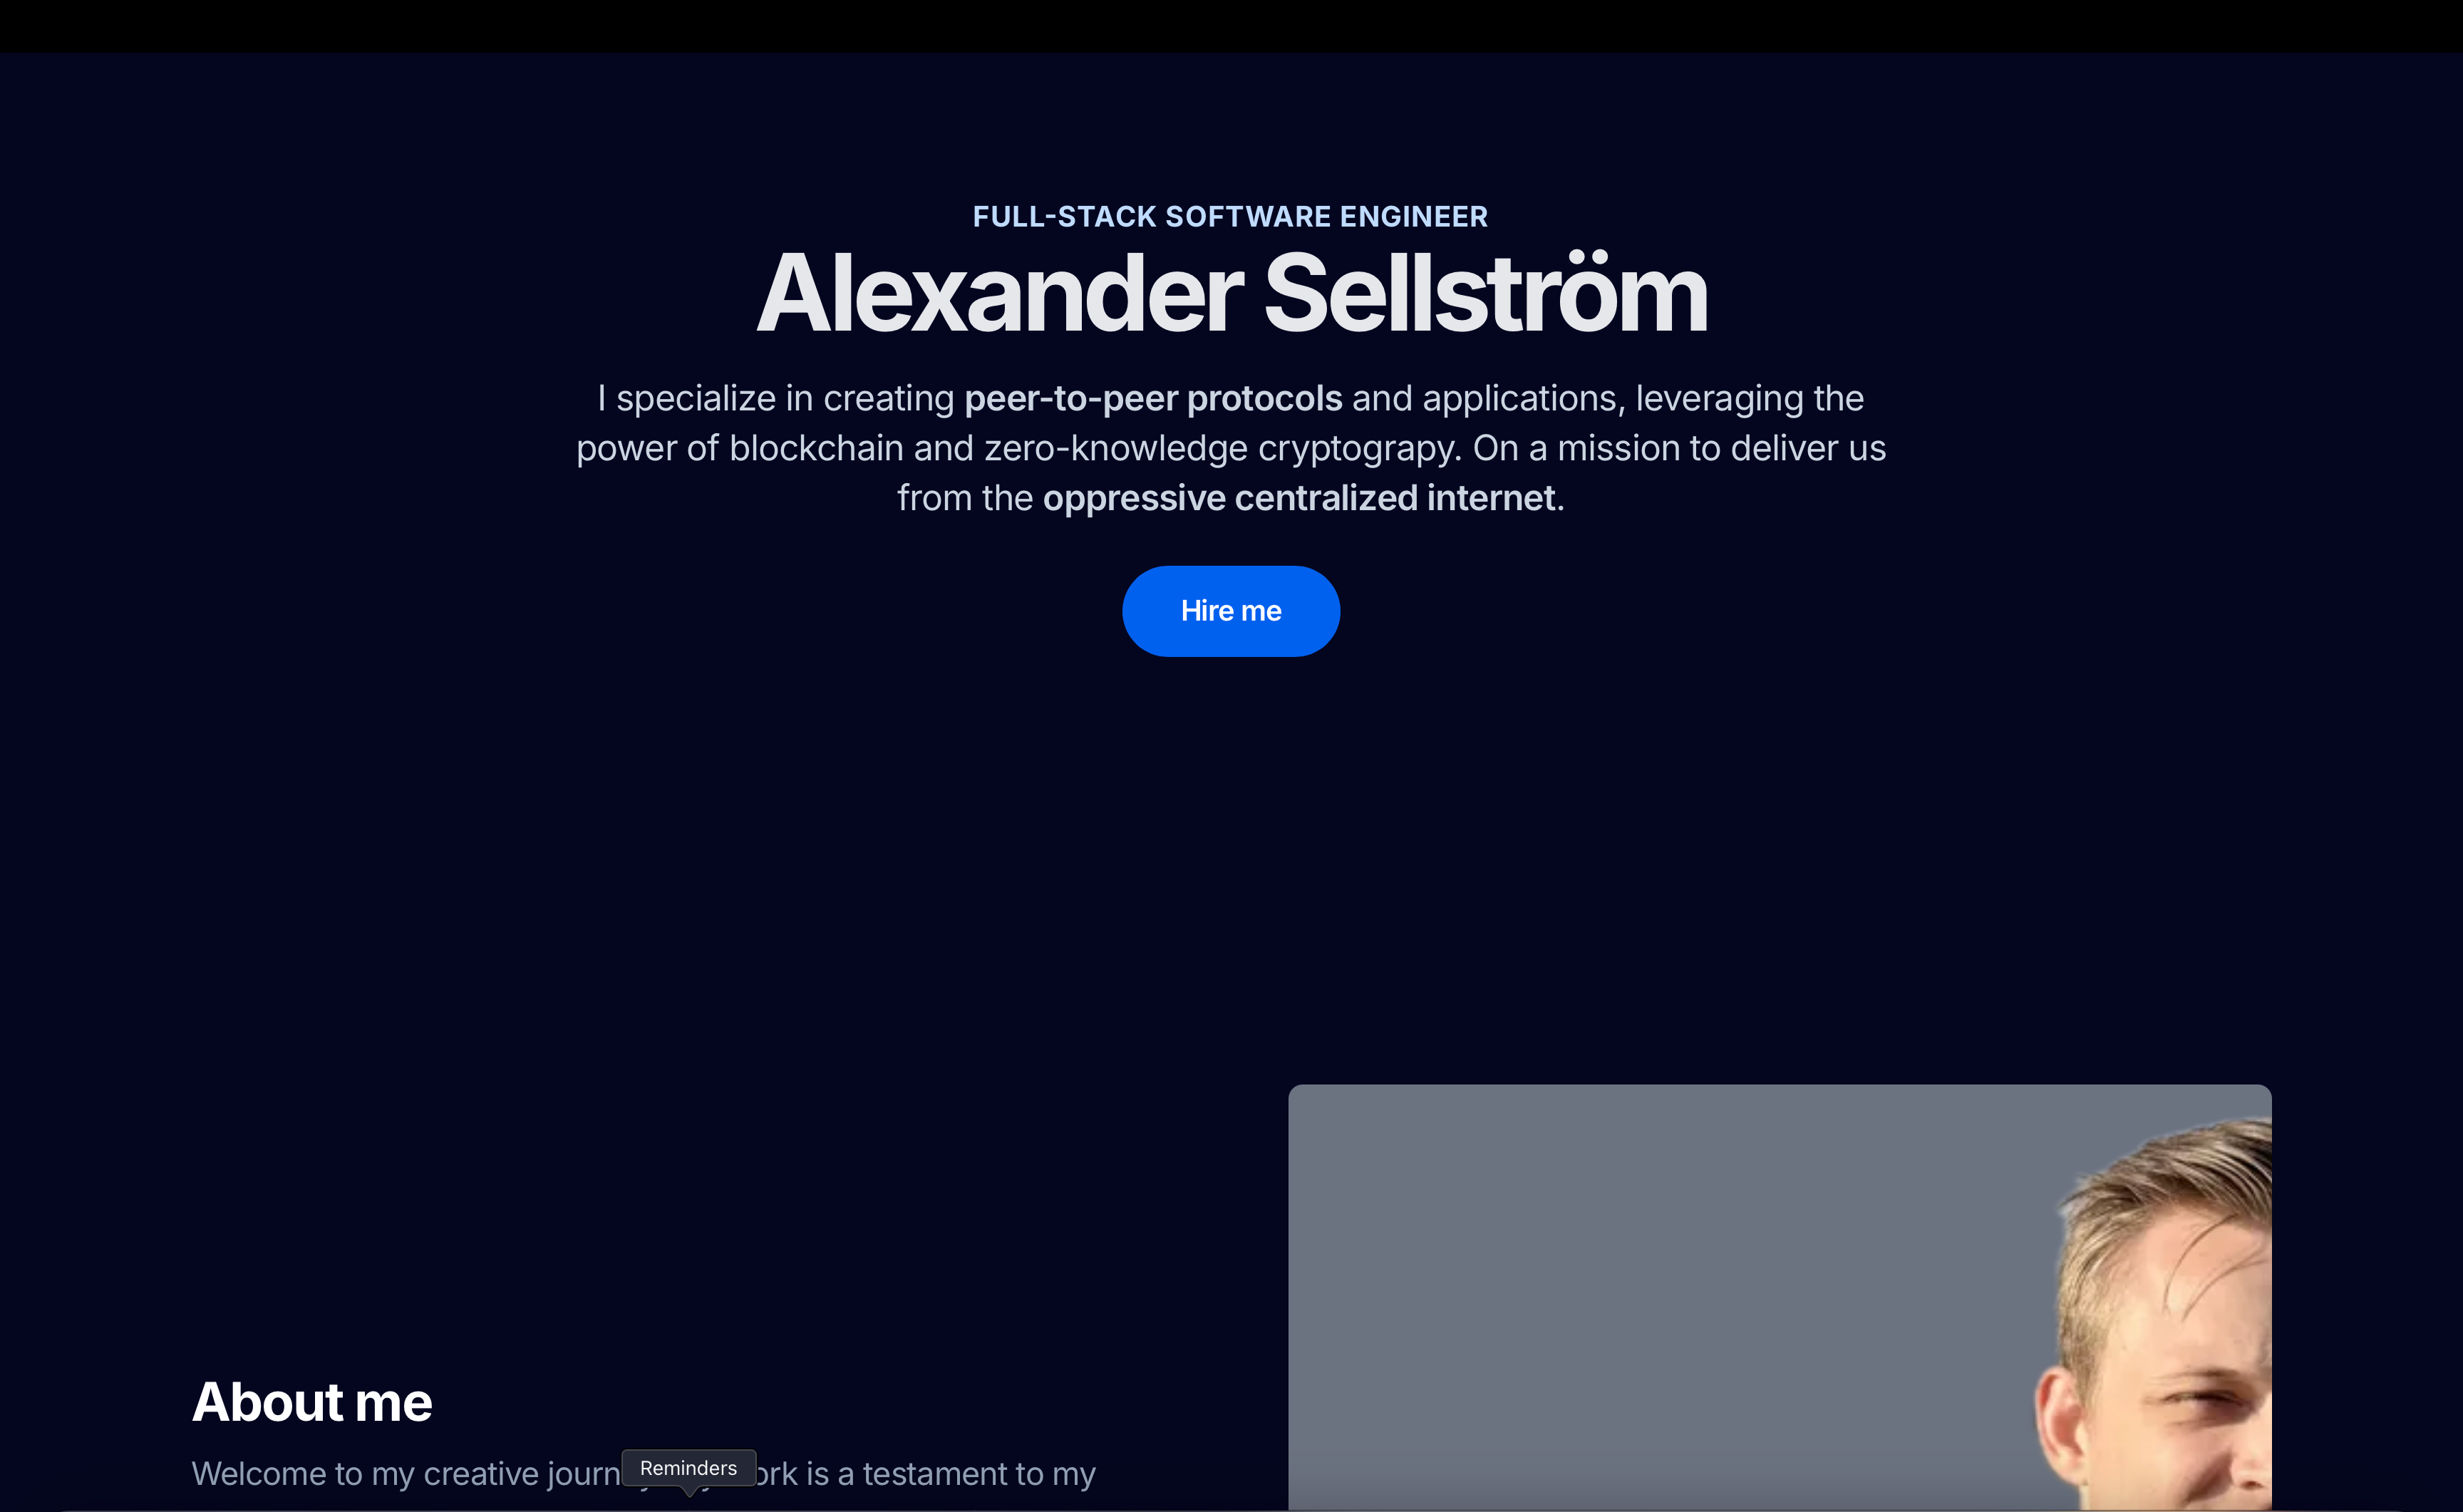 FULL-STACK SOFTWARE ENGINEER
Alexander Sellström
I specialize in creating peer-to-peer protocols and applications, leveraging the
power of blockchain and zero-knowledge cryptograpy. On a mission to deliver us
from the oppressive centralized internet.
Hire me
About me
Welcome to my creative journ ork is a testament to my
Reminders